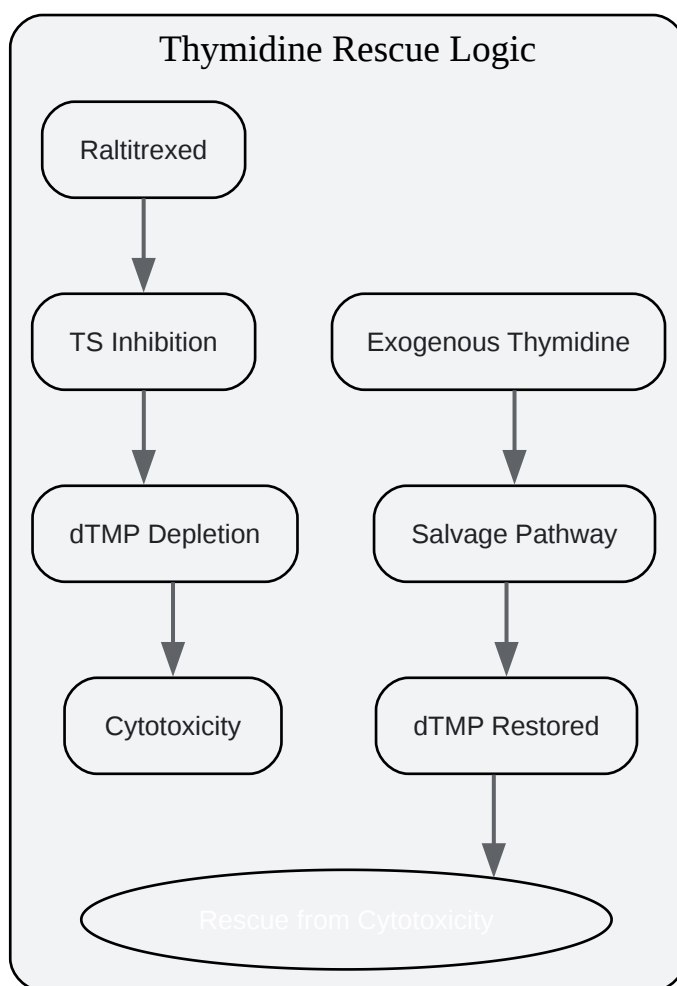 Thymidine Rescue Logic
Raltitrexed
TS Inhibition
Exogenous Thymidine
dTMP Depletion
Salvage Pathway
Cytotoxicity
dTMP Restored
Rescue from Cytotoxicity